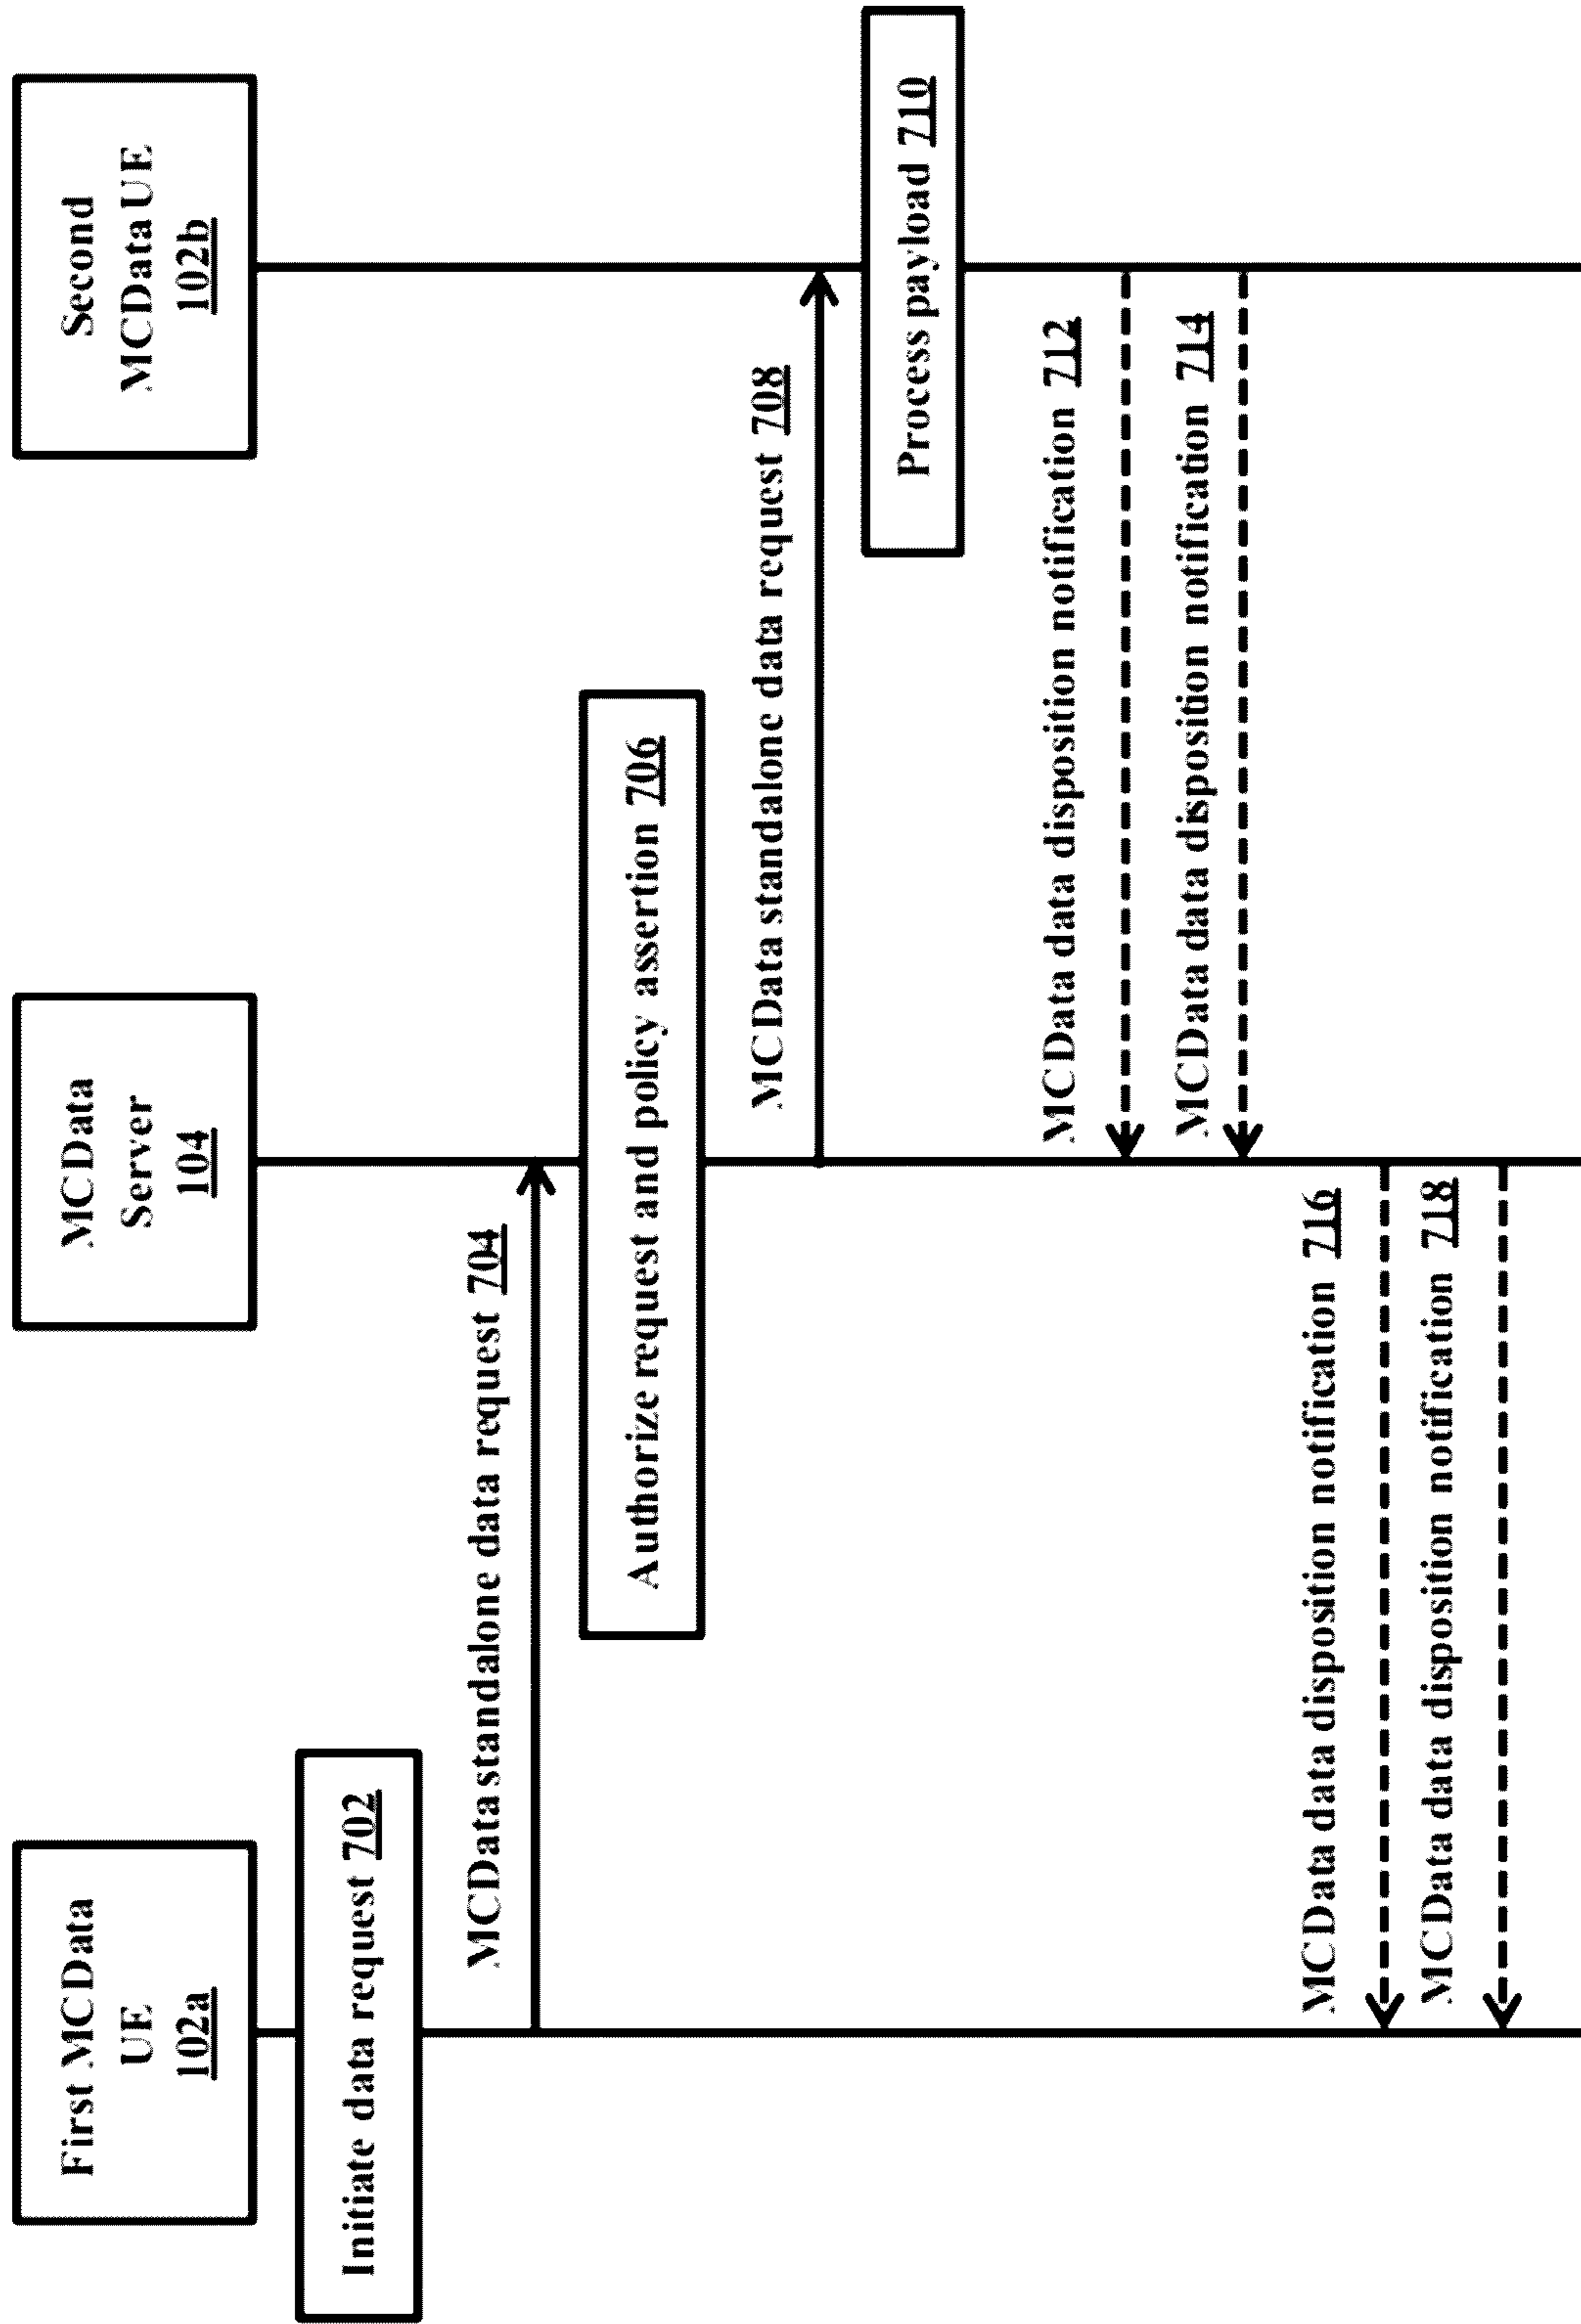 First MCData
UE
102a
MCData
Server
104
Second
MCData UE
102b
Initiate data request 702
MCData standalone data request 704
Authorize request and policy assertion 706
MCData standalone data request 708
Process payload 710
MCData data disposition notification 712
MCData data disposition notification 714
MCData data disposition notification 716
MCData data disposition notification 718